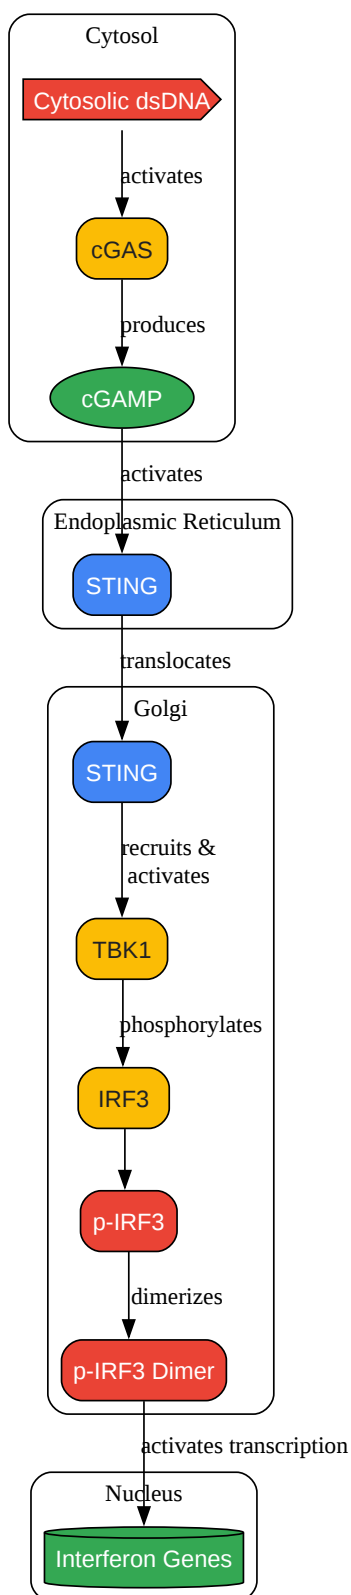 Cytosol
Cytosolic dsDNA
activates
cGAS
produces
cGAMP
activates
Endoplasmic Reticulum
STING
translocates
Golgi
STING
recruits &
activates
TBK1
phosphorylates
IRF3
p-IRF3
dimerizes
p-IRF3 Dimer
activates transcription
Nucleus
Interferon Genes